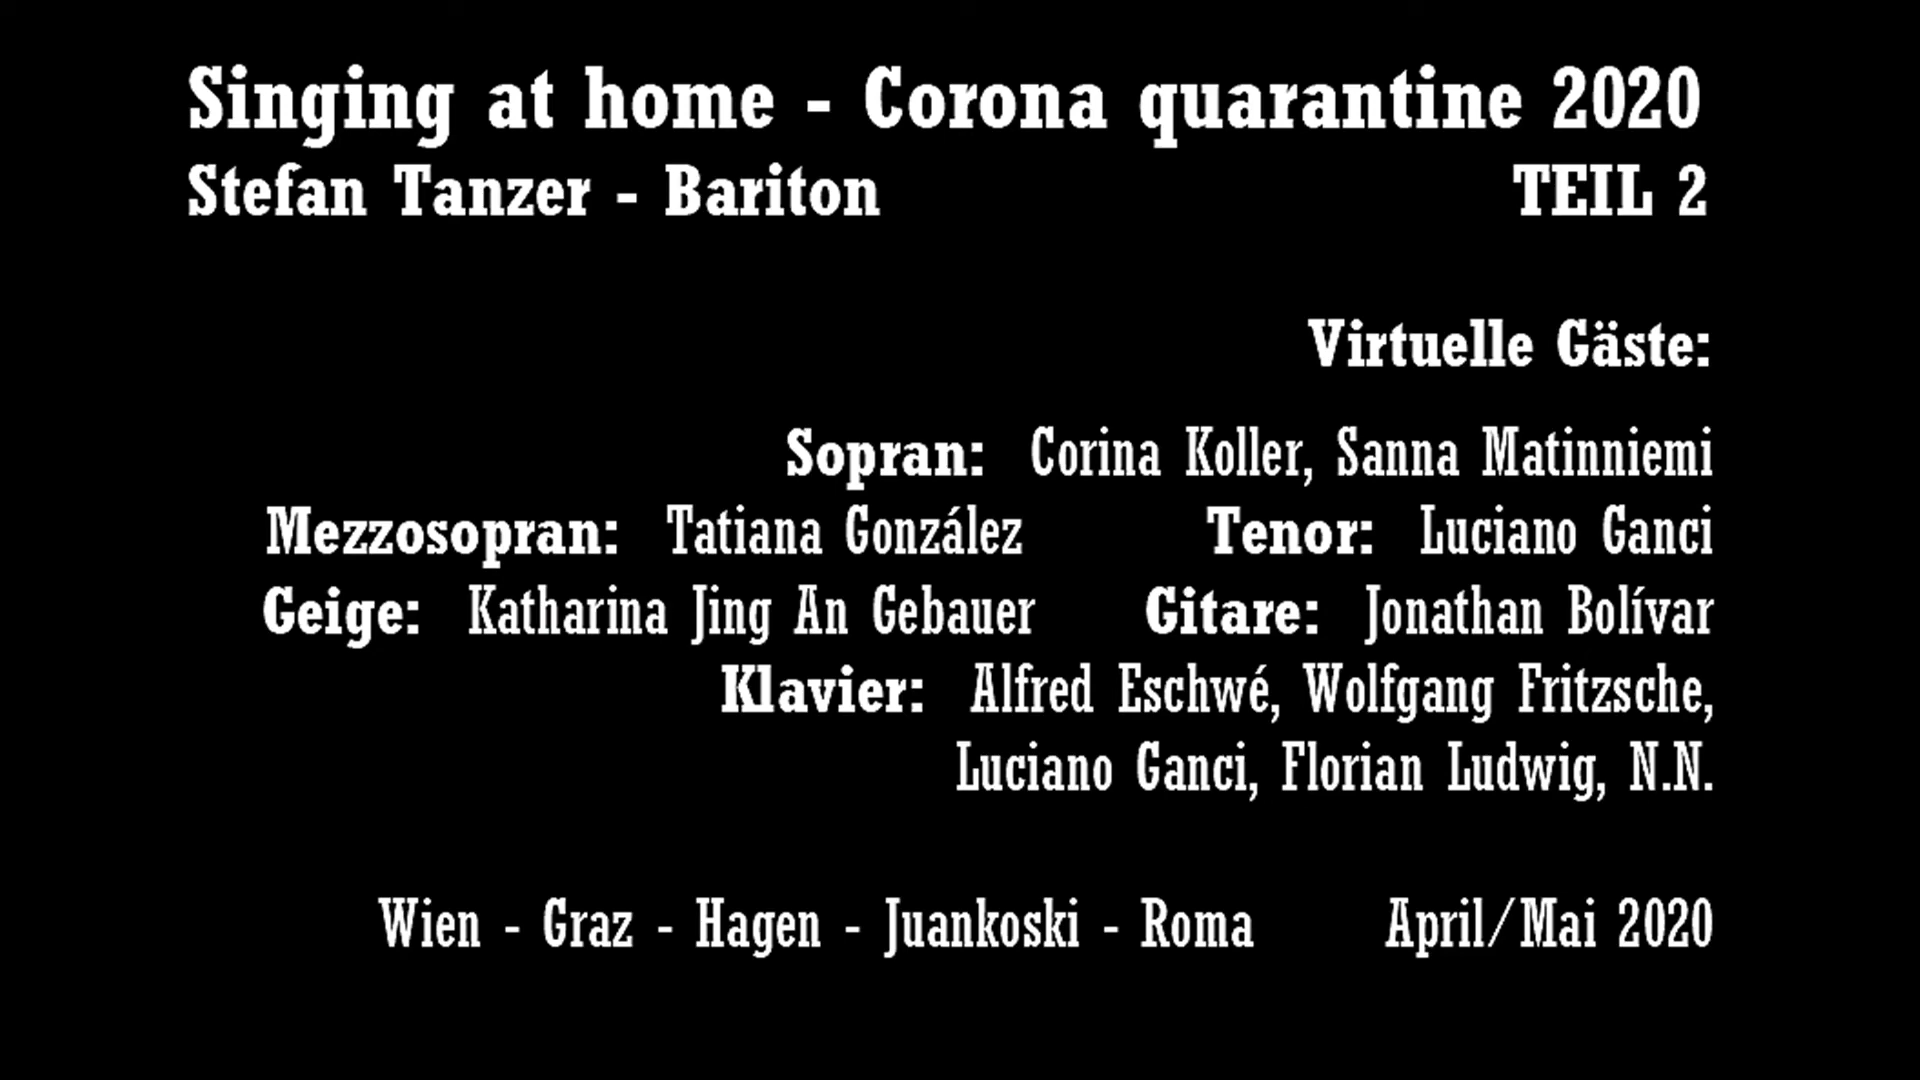 Singing at home - Corona quarantine 2020
Stefan Tanzer - Bariton TEIL 2
Virtuelle Gäste:
Sopran: Corina Koller, Sanna Matinniemi
Mezzosopran: Tatiana González Tenor: Luciano Ganci
Geige: Katharina Jing An Gebauer Gitare: Jonathan Bolívar
Klavier: Alfred Eschwé, Wolfgang Fritzsche,
Luciano Ganci, Florian Ludwig, N.N.
Wien - Graz - Hagen - Juankoski - Roma April/Mai 2020